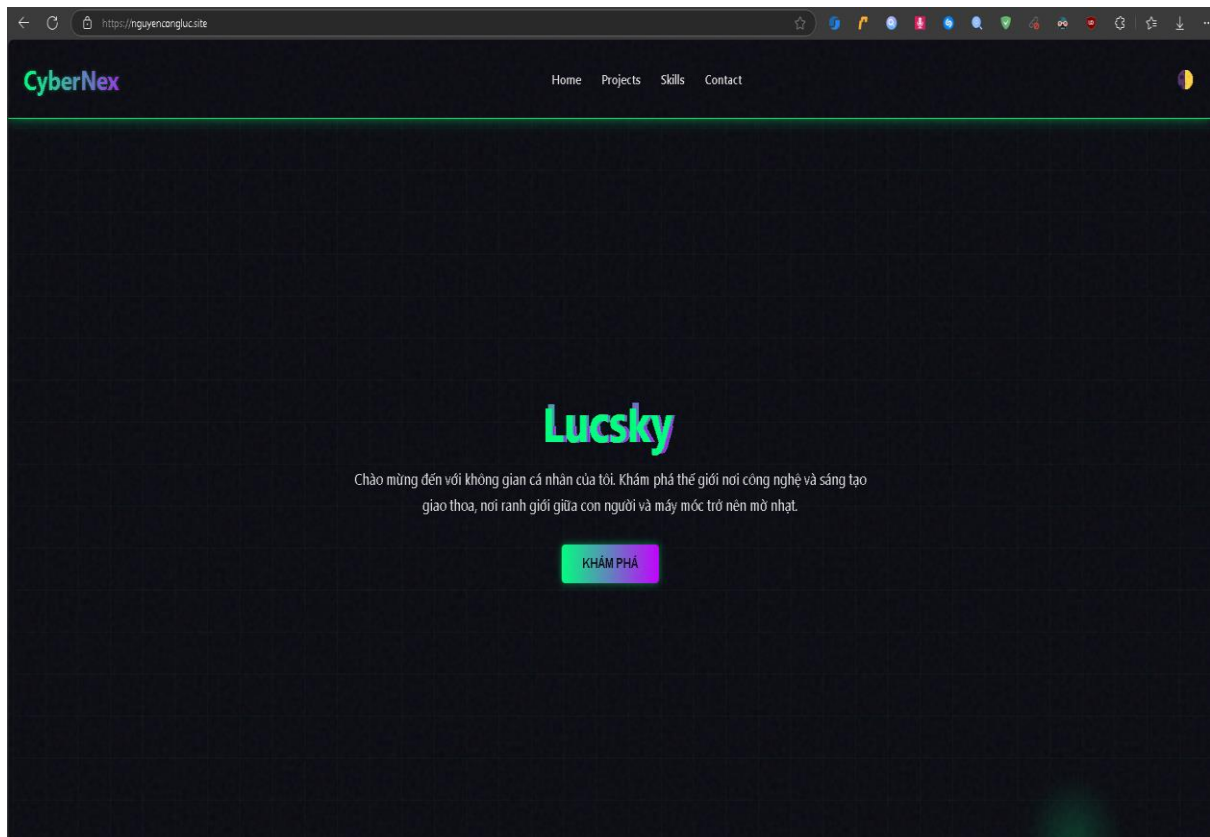 https://nguyencongluc.site
CyberNex
Home Projects Skills Contact
Lucsky
Chào mừng đến với không gian cá nhân của tôi. Khám phá thế giới nơi công nghệ và sáng tạo
giao thoa, nơi ranh giới giữa con người và máy móc trở nên mờ nhạt.
KHÁM PHÁ